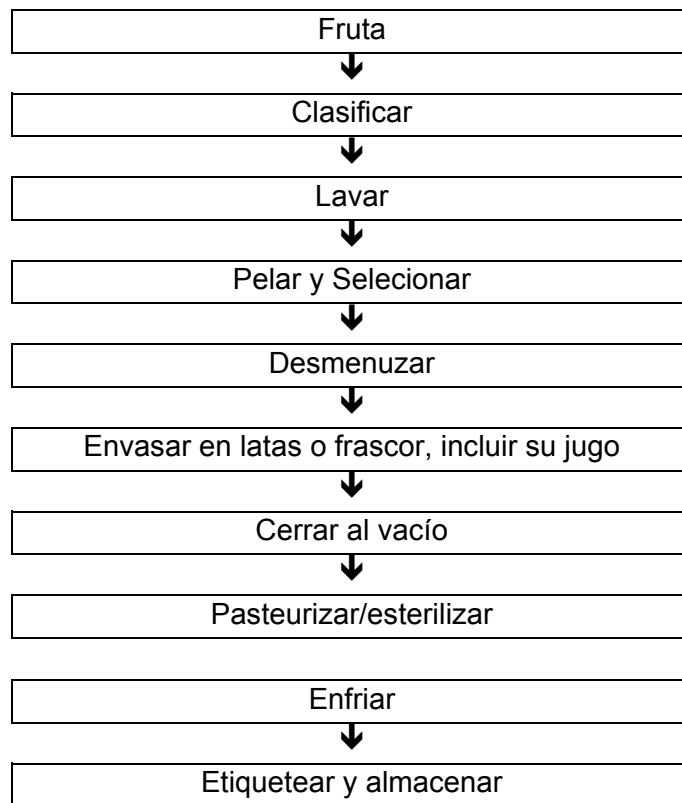 Fruta
Clasificar
Lavar
Pelar y Selecionar
Desmenuzar
Envasar en latas o frascor, incluir su jugo
Cerrar al vacío
Pasteurizar/esterilizar
Enfriar
Etiquetear y almacenar